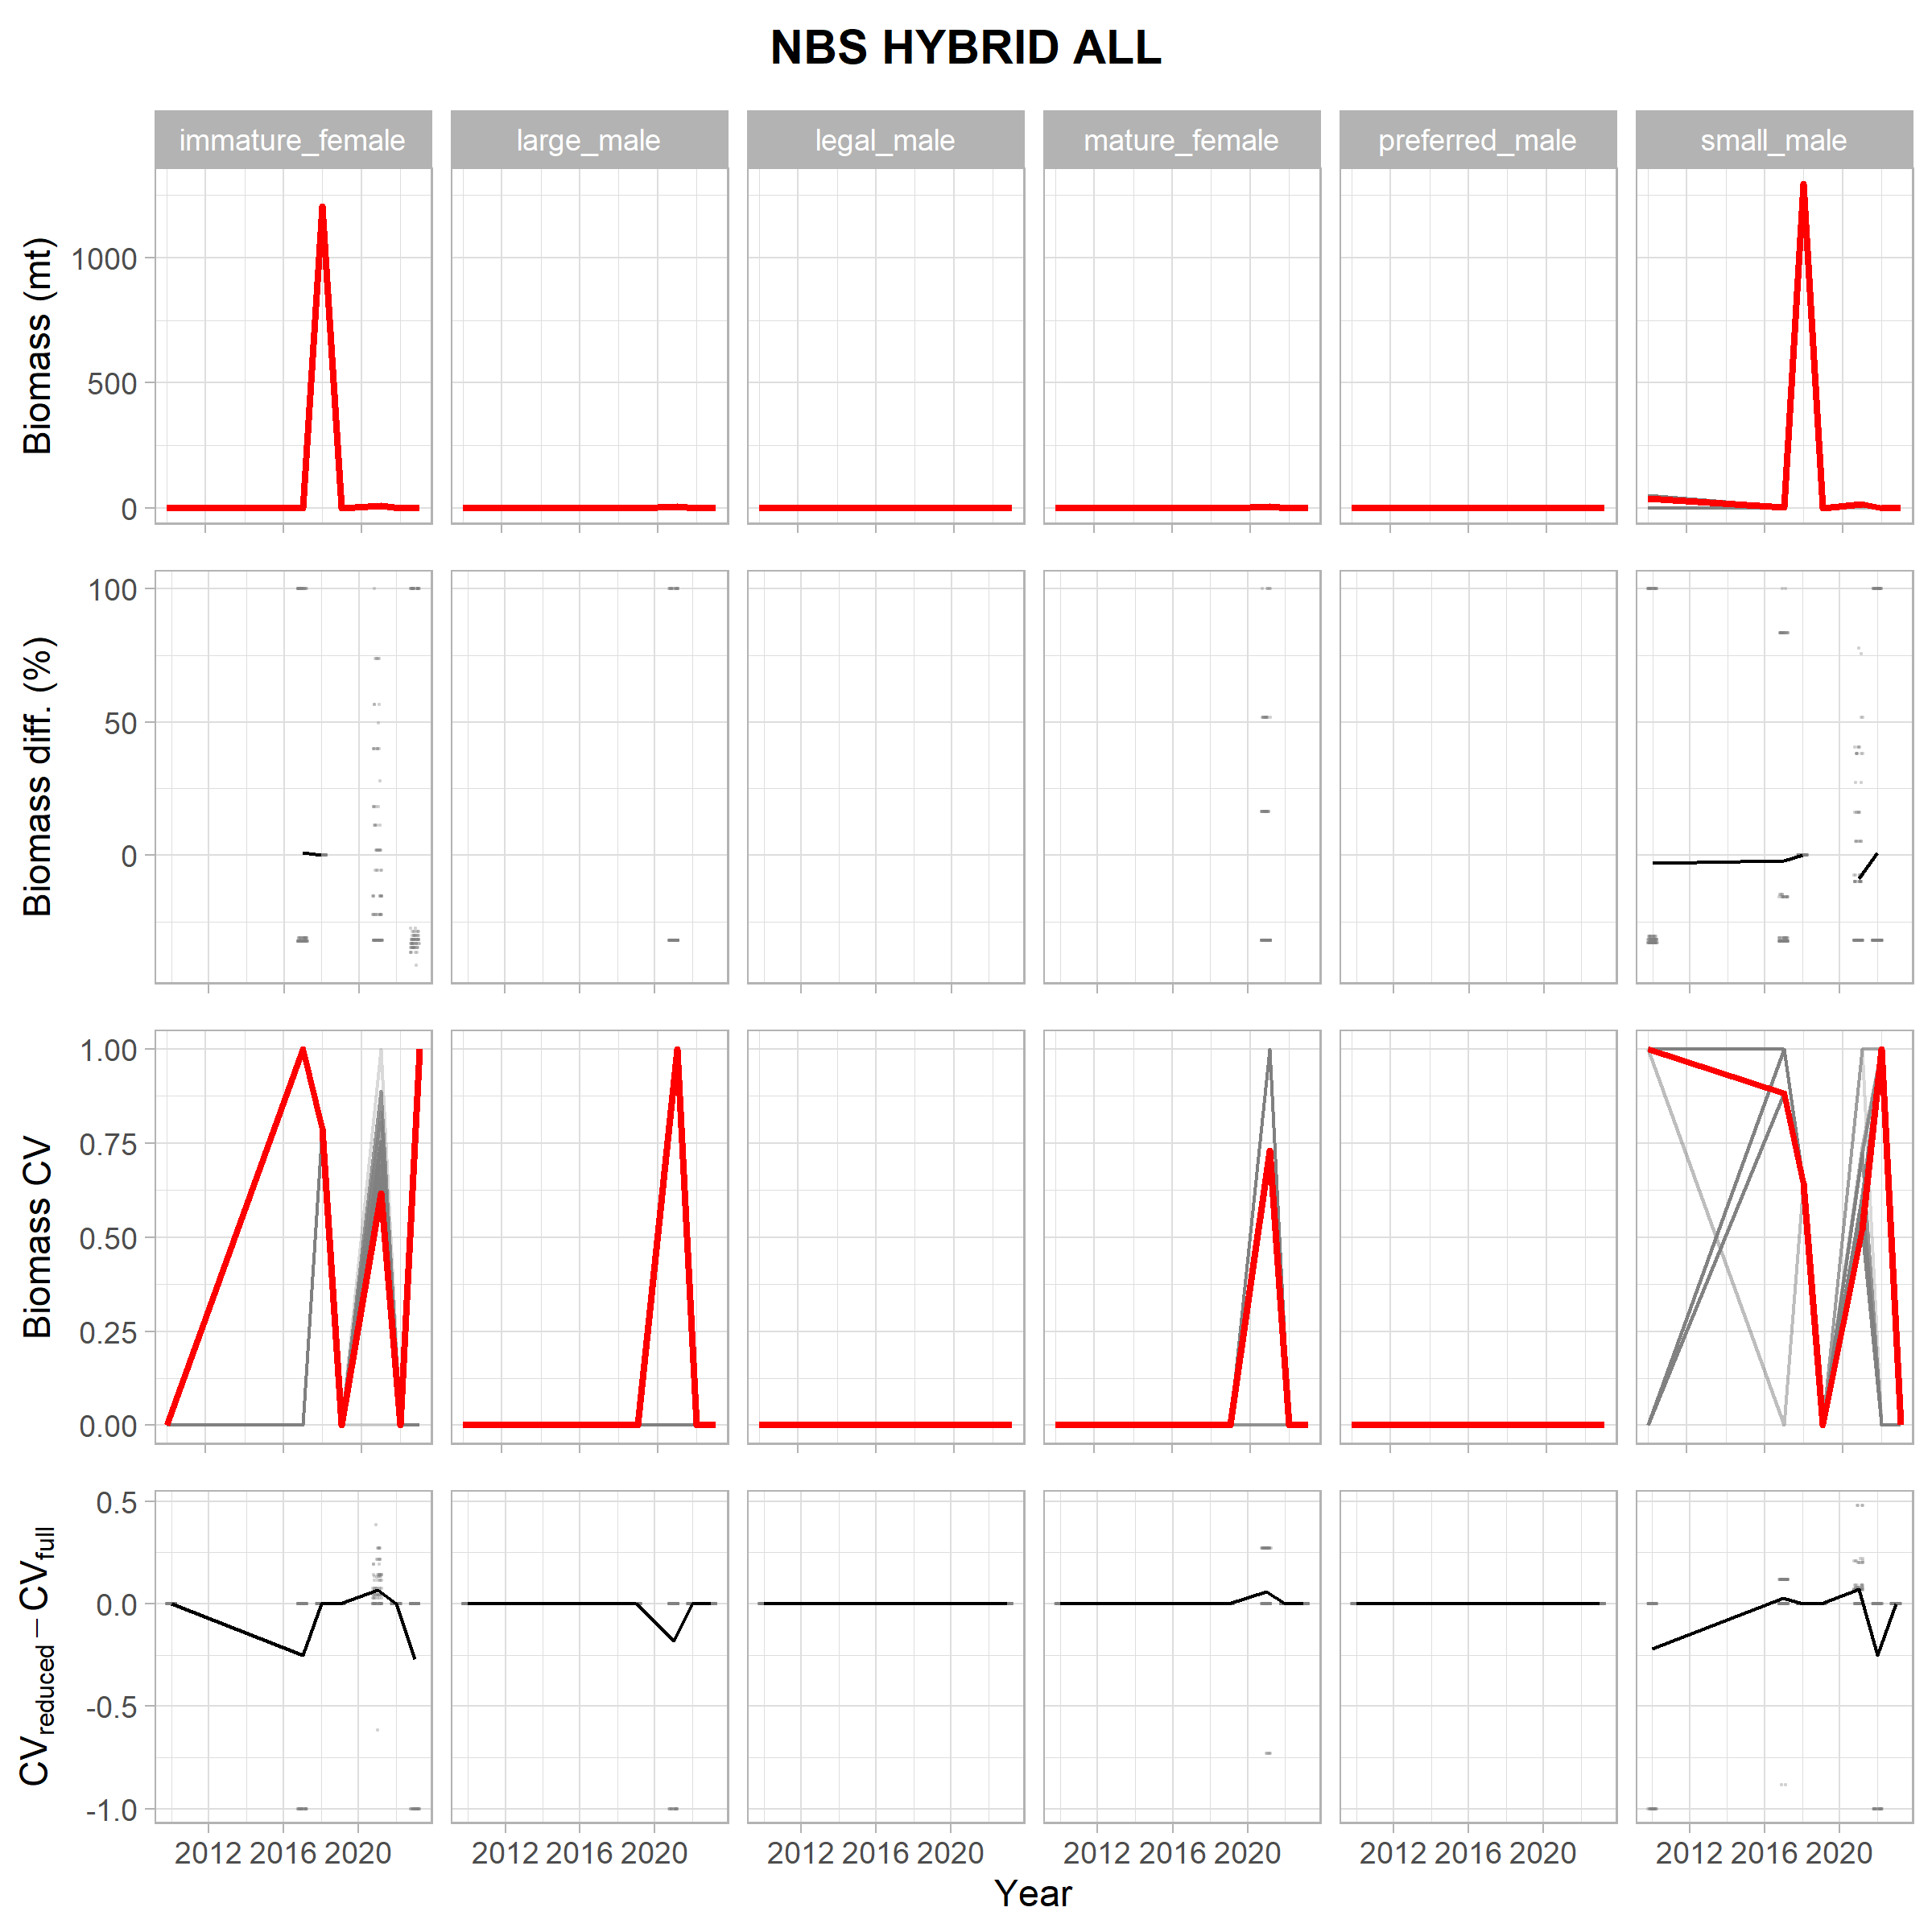 NBS HYBRID ALL
immature_female large_male legal_male mature_female preferred_male small_male
Biomass (mt)
1000
500
0
Biomass diff. (%)
100
50
0
Biomass CV
1.00
0.75
0.50
0.25
0.00
CVreduced − CVfull
0.5
0.0
-0.5
-1.0
2012 2016 2020 2012 2016 2020 2012 2016 2020 2012 2016 2020 2012 2016 2020 2012 2016 2020
Year